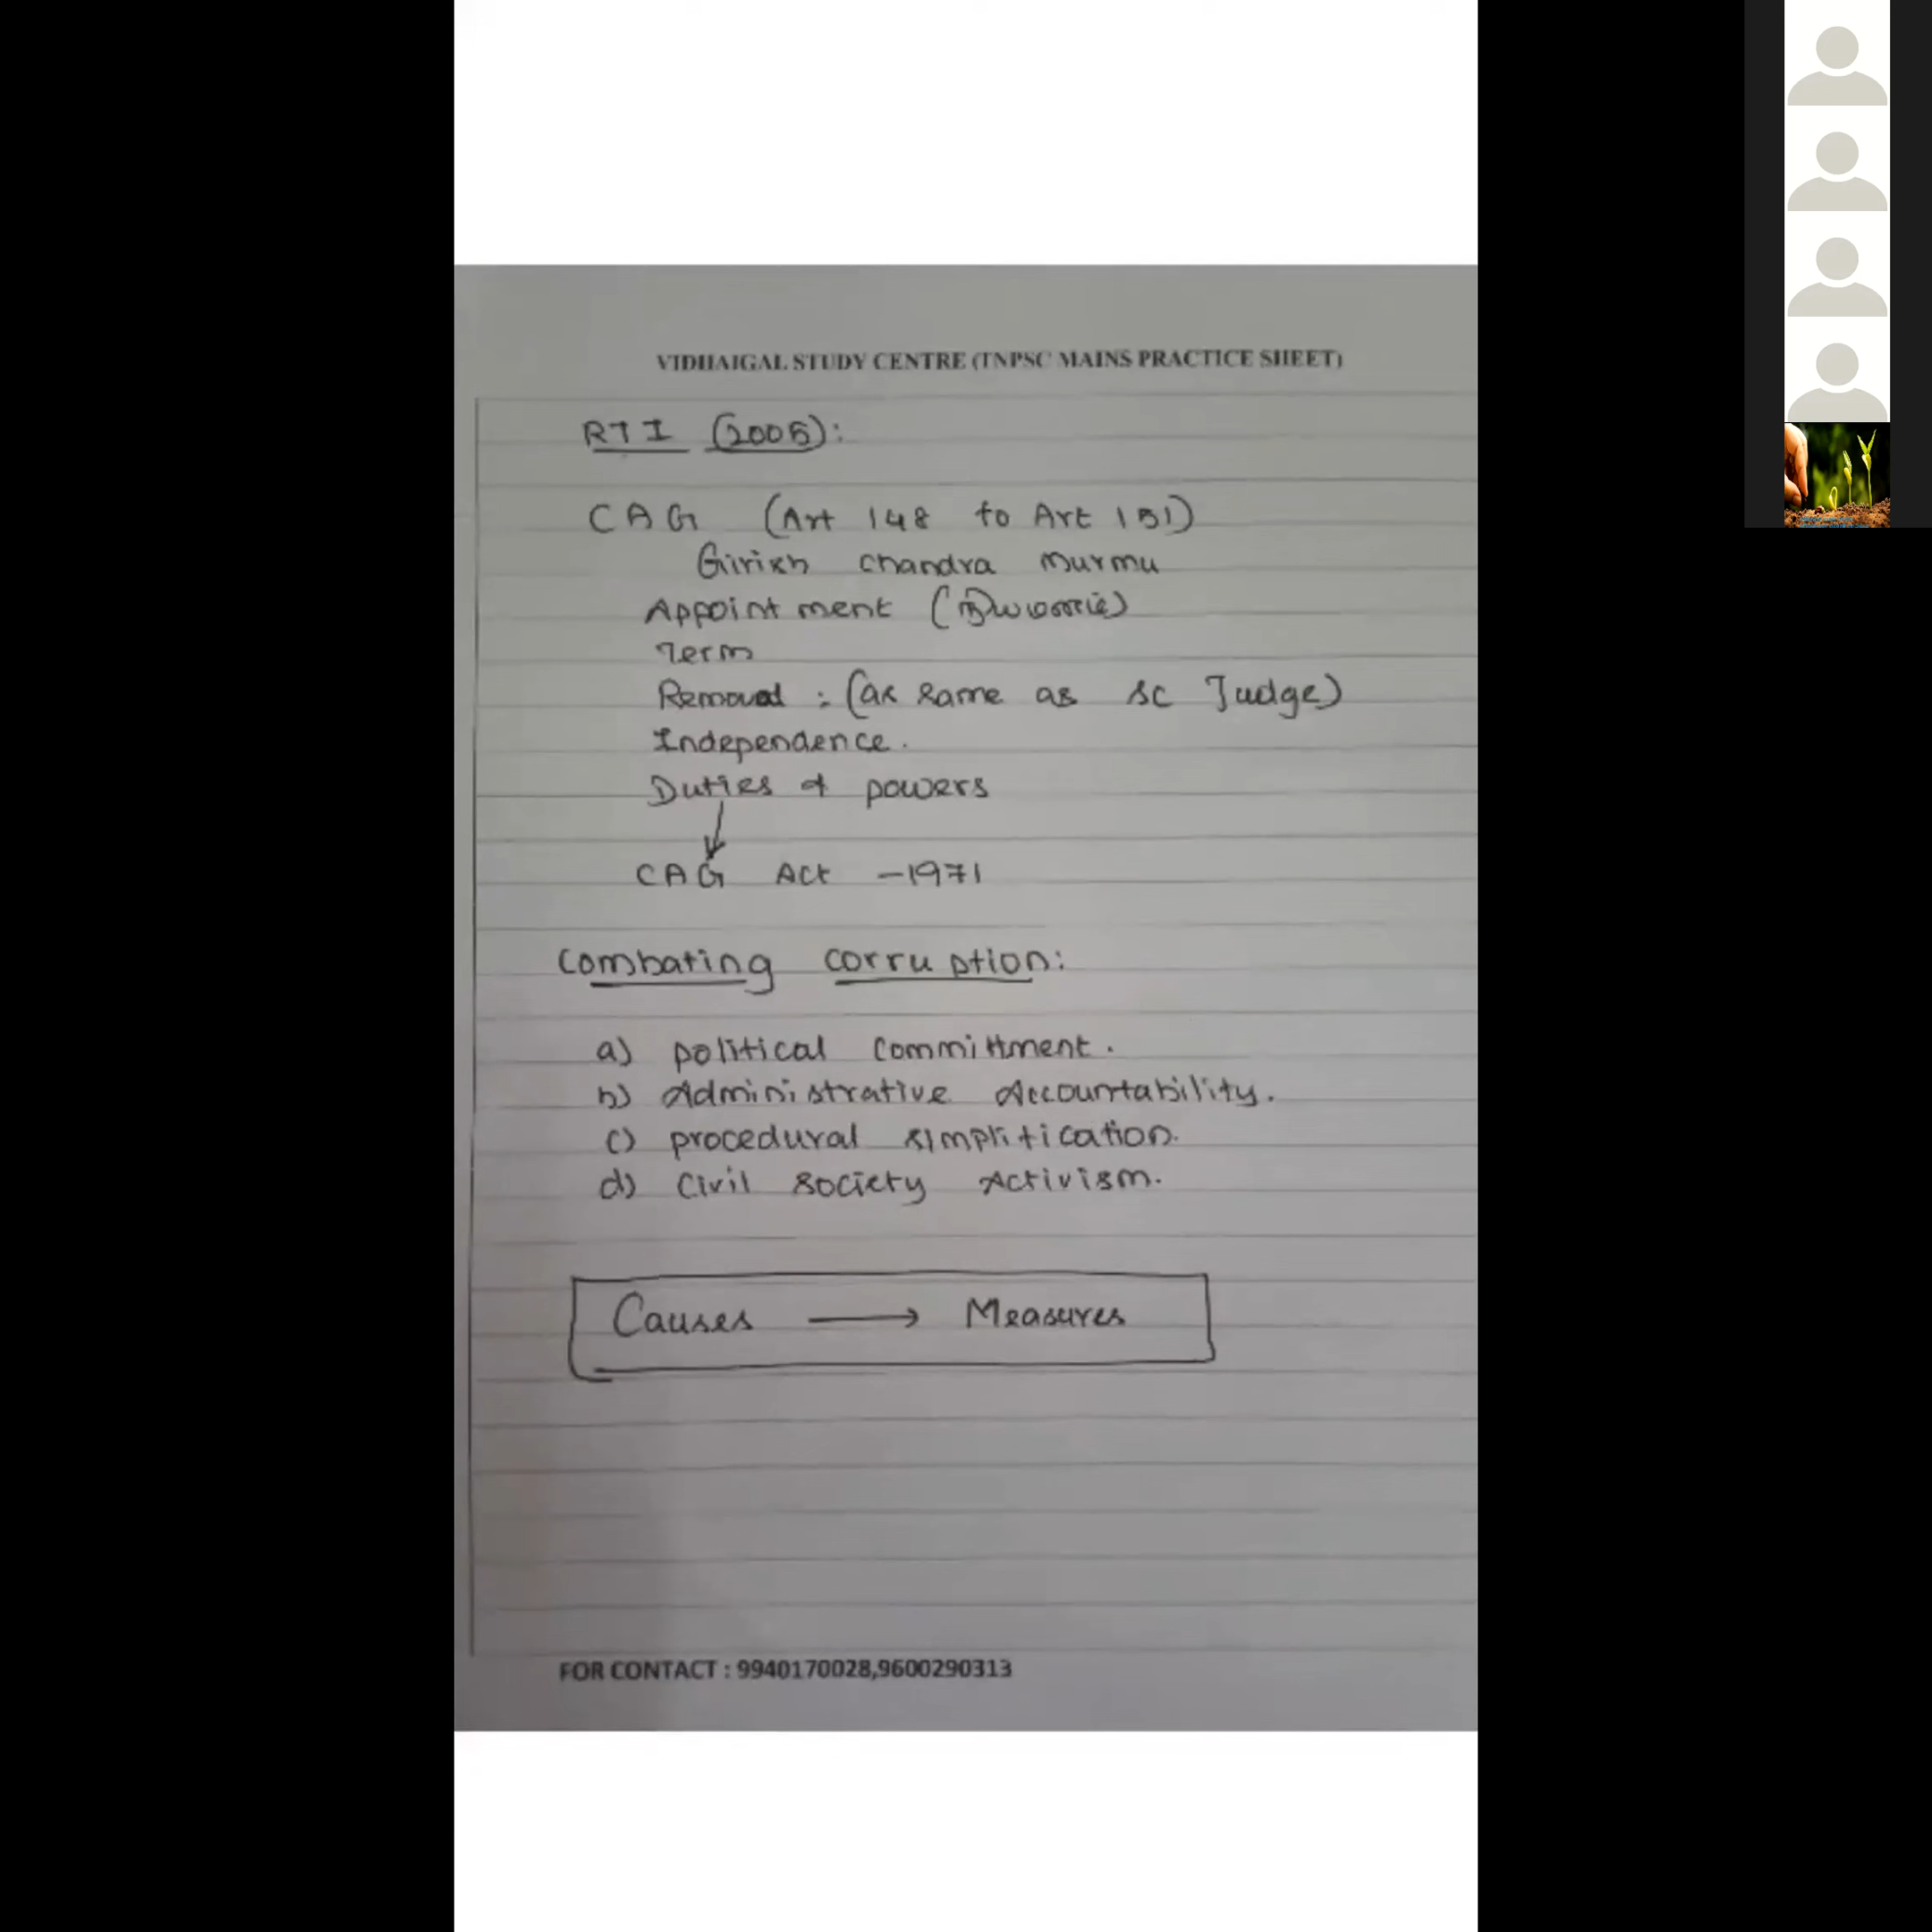 VIDHAIGAL STUDY CENTRE (TNPSC MAINS PRACTICE SHEET)
RTI (2005):
CAG (Art 148 to Art 151)
Girish Chandra Murmu
Appointment (நியமனம்)
Term
Removal : (as same as SC Judge)
Independence.
Duties & powers
CAG Act -1971
Combating corruption:
a) political committment.
b) Administrative Accountability.
c) procedural simplification.
d) Civil Society Activism.
Causes → Measures
FOR CONTACT : 9940170028,9600290313